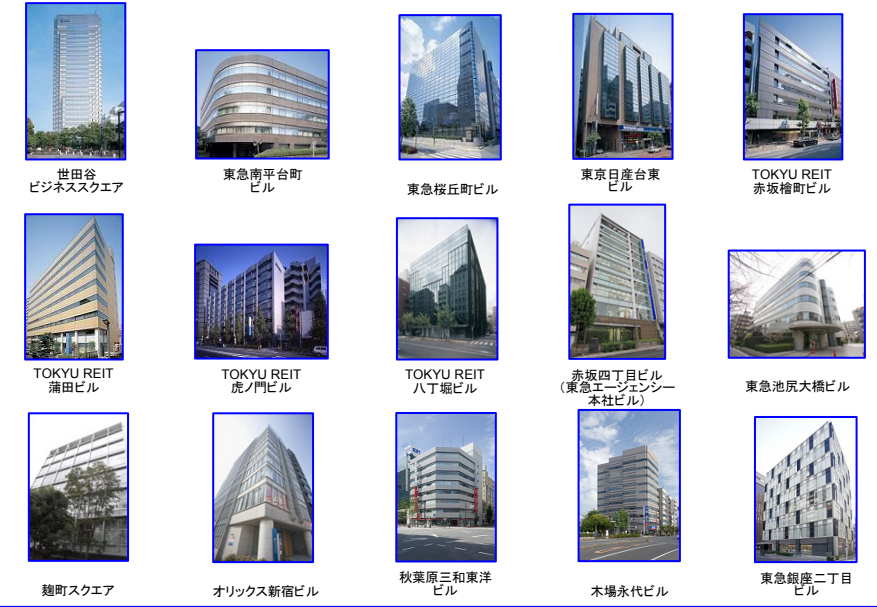 世田谷
ビジネススクエア
東急南平台町
ビル
東急桜丘町ビル
東京日産台東
ビル
TOKYU REIT
赤坂檜町ビル
TOKYU REIT
蒲田ビル
TOKYU REIT
虎ノ門ビル
TOKYU REIT
八丁堀ビル
赤坂四丁目ビル
（東急エージェンシー
本社ビル）
東急池尻大橋ビル
麹町スクエア
オリックス新宿ビル
秋葉原三和東洋
ビル
木場永代ビル
東急銀座二丁目
ビル